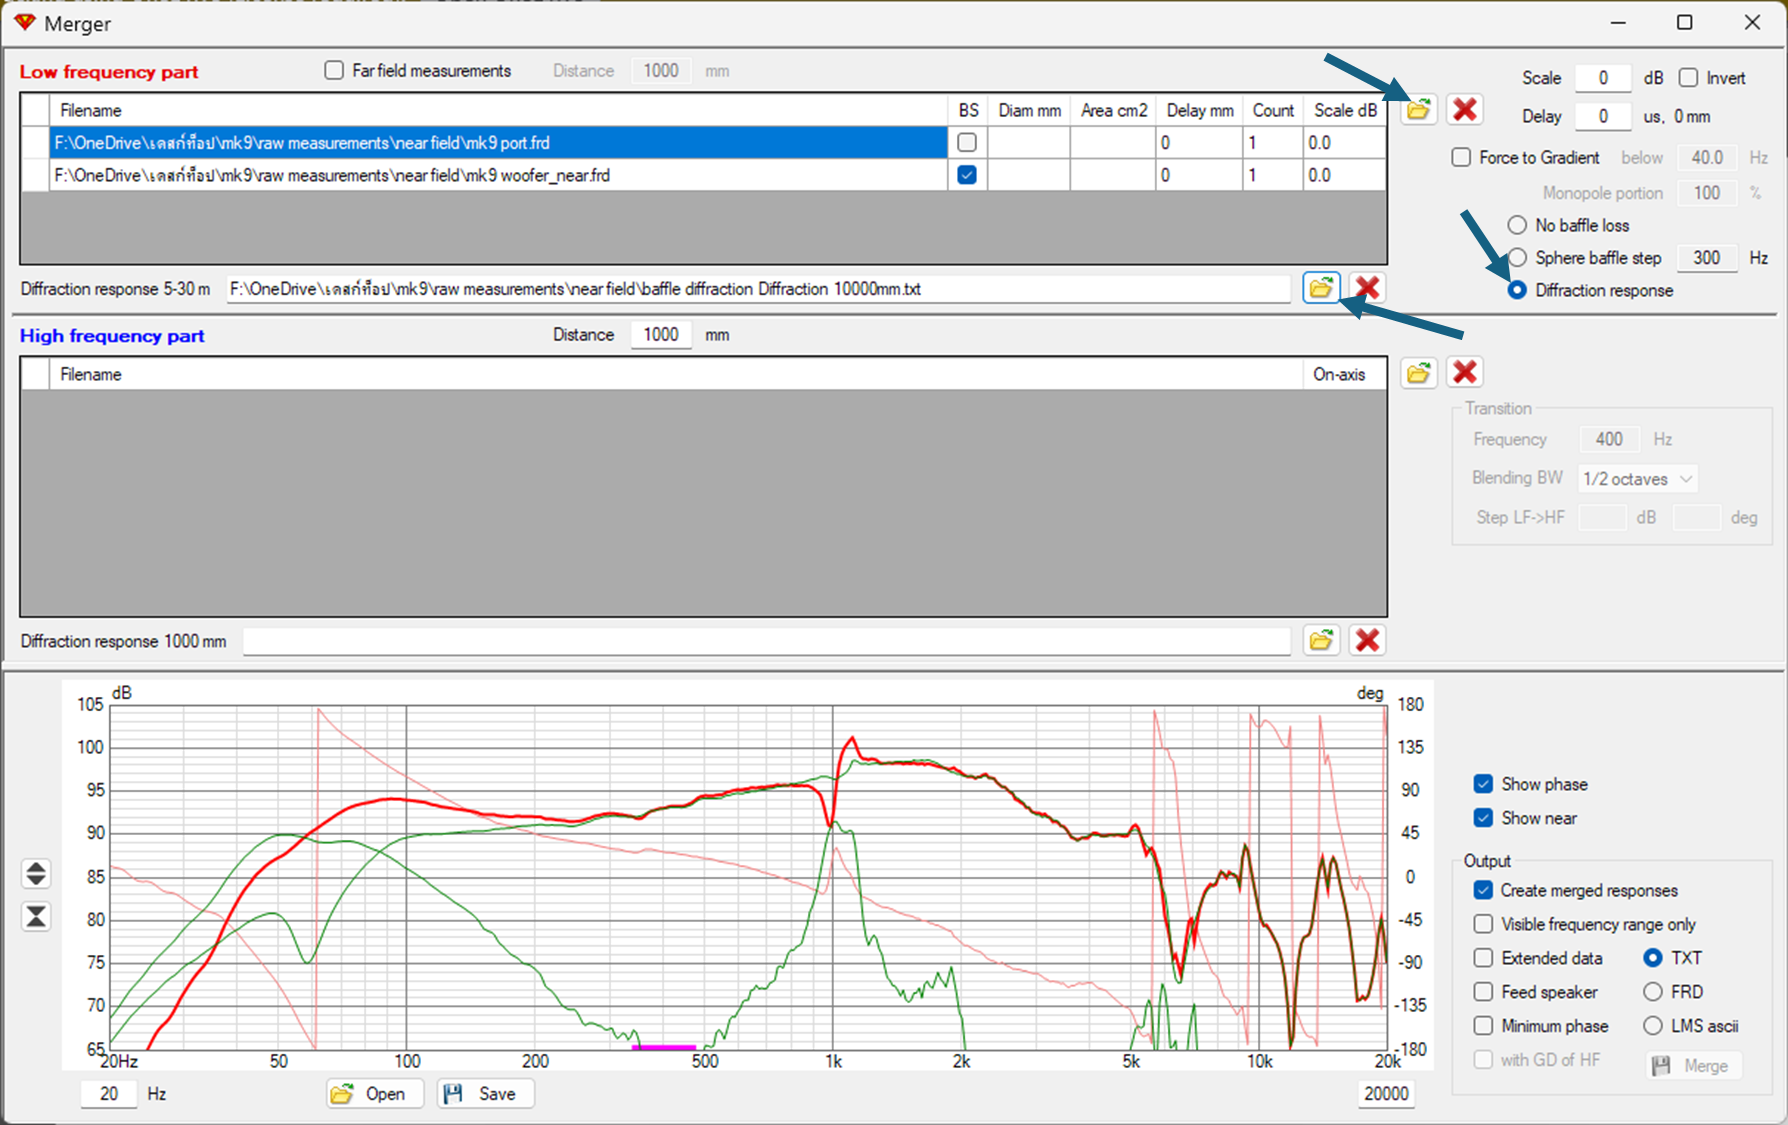 Merger
Low frequency part
Far field measurements
Distance 1000 mm
Scale 0 dB Invert
Filename BS Diam mm Area cm2 Delay mm Count Scale dB
Delay 0 us, 0 mm
F:\OneDrive\เดสก์ท็อป\mk9\raw measurements\near field\mk9 port.frd 0 1 0.0
Force to Gradient below 40.0 Hz
F:\OneDrive\เดสก์ท็อป\mk9\raw measurements\near field\mk9 woofer_near.frd 0 1 0.0
Monopole portion 100 %
No baffle loss
Sphere baffle step 300 Hz
Diffraction response 5-30 m F:\OneDrive\เดสก์ท็อป\mk9\raw measurements\near field\baffle diffraction Diffraction 10000mm.txt
Diffraction response
High frequency part
Distance 1000 mm
Filename On-axis
Transition
Frequency 400 Hz
Blending BW 1/2 octaves
Step LF->HF dB deg
Diffraction response 1000 mm
dB deg
105 180
100 135
95 90
90 45
85 0
80 -45
75 -90
70 -135
65 -180
20Hz 50 100 200 500 1k 2k 5k 10k 20k
Show phase
Show near
Output
Create merged responses
Visible frequency range only
Extended data TXT
Feed speaker FRD
Minimum phase LMS ascii
with GD of HF Merge
20 Hz Open Save 20000